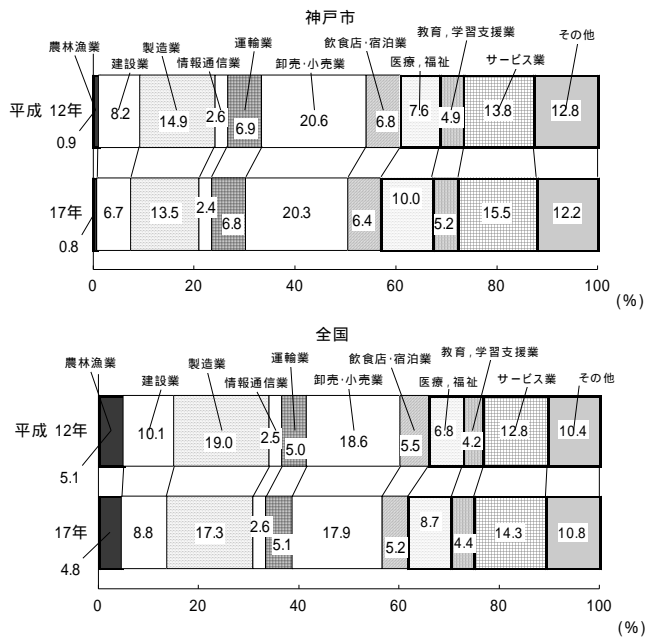 神戸市
農林漁業 建設業 製造業 情報通信業 運輸業 卸売・小売業 飲食店・宿泊業 医療，福祉 教育，学習支援業 サービス業 その他
平成 12年
0.9 8.2 14.9 2.6 6.9 20.6 6.8 7.6 4.9 13.8 12.8
17年
0.8 6.7 13.5 2.4 6.8 20.3 6.4 10.0 5.2 15.5 12.2
0 20 40 60 80 100
(%)
全国
農林漁業 建設業 製造業 情報通信業 運輸業 卸売・小売業 飲食店・宿泊業 医療，福祉 教育，学習支援業 サービス業 その他
平成 12年
5.1 10.1 19.0 2.5 5.0 18.6 5.5 6.8 4.2 12.8 10.4
17年
4.8 8.8 17.3 2.6 5.1 17.9 5.2 8.7 4.4 14.3 10.8
0 20 40 60 80 100
(%)